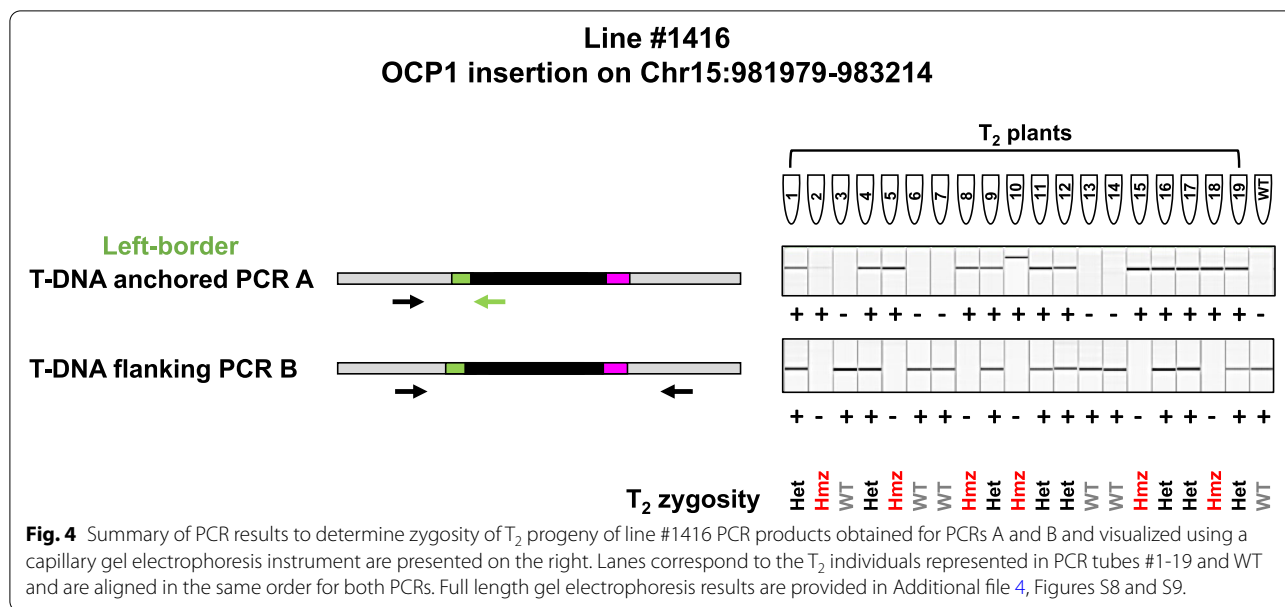 Line #1416
OCP1 insertion on Chr15:981979-983214
T₂ plants
1 2 3 4 5 6 7 8 9 10 11 12 13 14 15 16 17 18 19 WT
Left-border
T-DNA anchored PCR A
+ + - + + - - + + + + + - - + + + + + -
T-DNA flanking PCR B
+ - + + - + + - + - + + + + - + + - + +
T₂ zygosity Het Hmz WT Het Hmz WT WT Hmz Het Hmz Het Het WT WT Hmz Het Het Hmz Het WT
Fig. 4 Summary of PCR results to determine zygosity of T₂ progeny of line #1416 PCR products obtained for PCRs A and B and visualized using a
capillary gel electrophoresis instrument are presented on the right. Lanes correspond to the T₂ individuals represented in PCR tubes #1-19 and WT
and are aligned in the same order for both PCRs. Full length gel electrophoresis results are provided in Additional file 4, Figures S8 and S9.